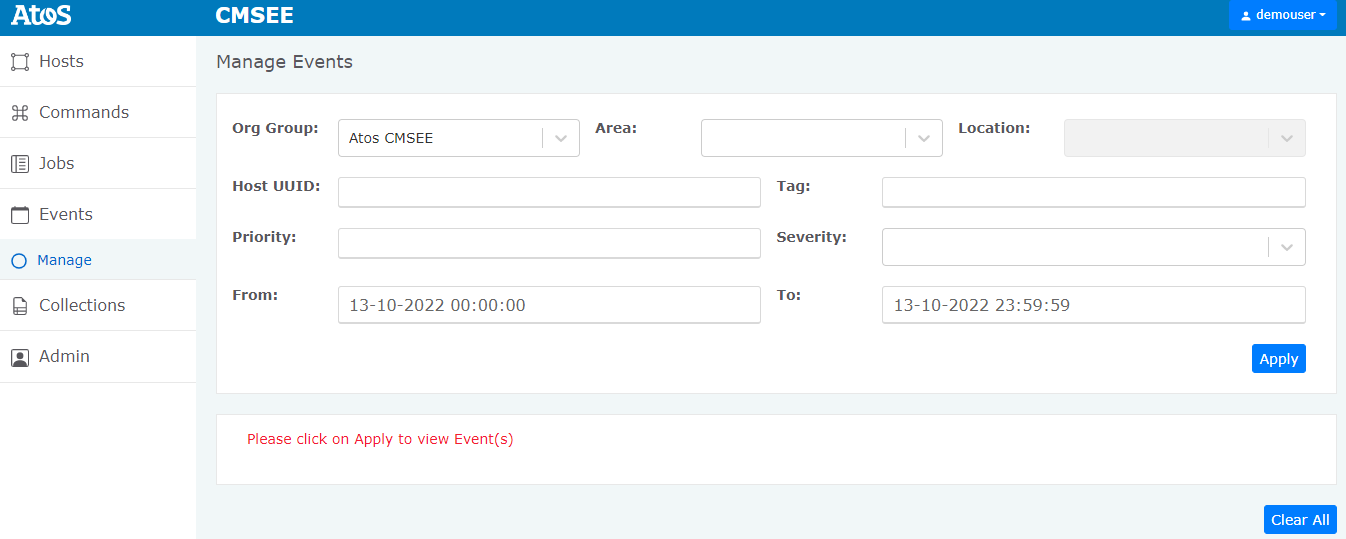 Atos CMSEE demouser
Hosts
Manage Events
Commands
Jobs
Events
Manage
Collections
Admin
Org Group: Atos CMSEE Area: Location:
Host UUID: Tag:
Priority: Severity:
From: 13-10-2022 00:00:00 To: 13-10-2022 23:59:59
Apply
Please click on Apply to view Event(s)
Clear All